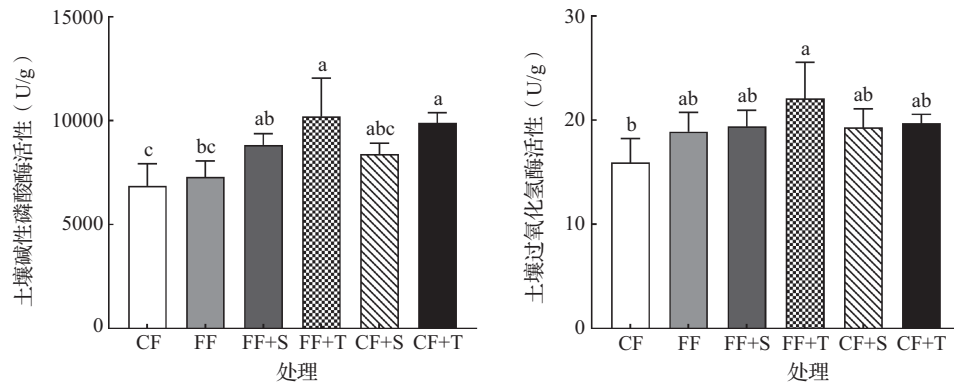 土壤碱性磷酸酶活性（U/g）
15000
10000
5000
0
c
bc
ab
a
abc
a
CF FF FF+S FF+T CF+S CF+T
处理
土壤过氧化氢酶活性（U/g）
30
20
10
0
b
ab
ab
a
ab
ab
CF FF FF+S FF+T CF+S CF+T
处理